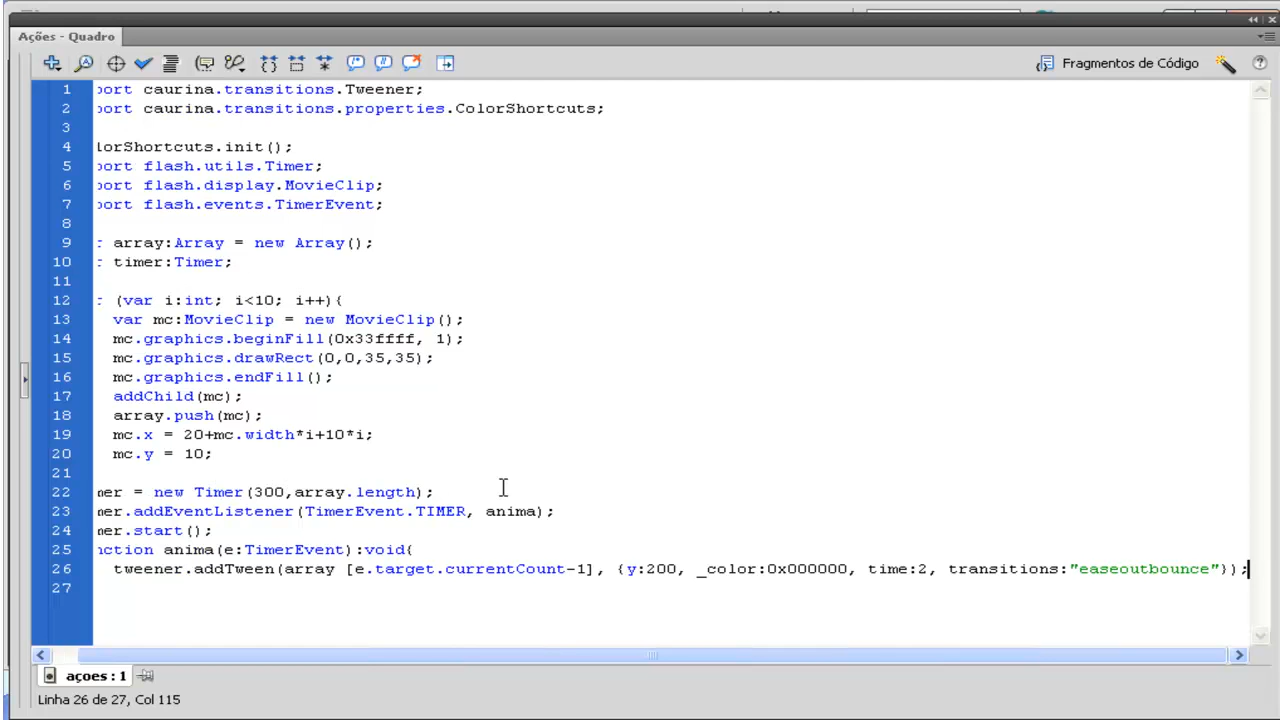 Ações - Quadro
Fragmentos de Código
1 port caurina.transitions.Tweener;
2 port caurina.transitions.properties.ColorShortcuts;
3
4 lorShortcuts.init();
5 port flash.utils.Timer;
6 port flash.display.MovieClip;
7 port flash.events.TimerEvent;
8
9 r array:Array = new Array();
10 r timer:Timer;
11
12 r (var i:int; i<10; i++){
13 var mc:MovieClip = new MovieClip();
14 mc.graphics.beginFill(0x33ffff, 1);
15 mc.graphics.drawRect(0,0,35,35);
16 mc.graphics.endFill();
17 addChild(mc);
18 array.push(mc);
19 mc.x = 20+mc.width*i+10*i;
20 mc.y = 10;
21
22 mer = new Timer(300,array.length);
23 mer.addEventListener(TimerEvent.TIMER, anima);
24 mer.start();
25 nction anima(e:TimerEvent):void{
26 tweener.addTween(array [e.target.currentCount-1], {y:200, _color:0x000000, time:2, transitions:"easeoutbounce"});
27
açoes : 1
Linha 26 de 27, Col 115